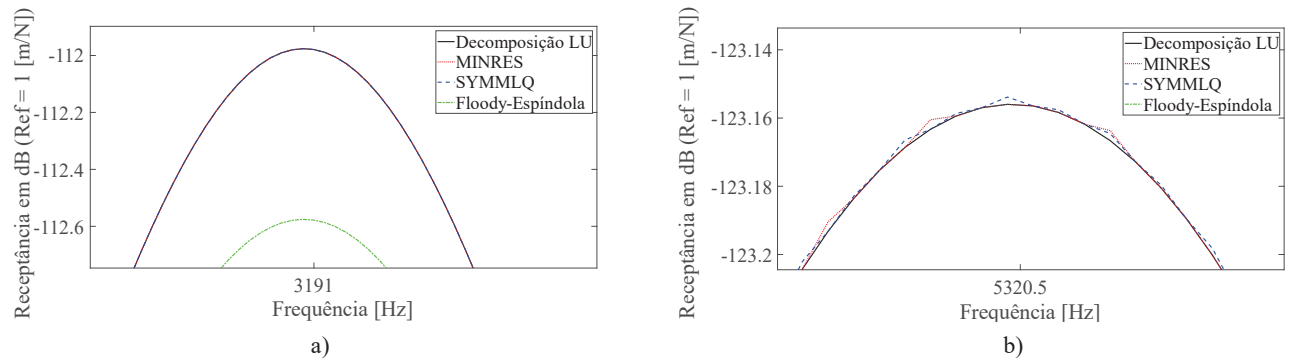 Receptância em dB (Ref = 1 [m/N])
-112
-112.2
-112.4
-112.6
Decomposição LU
MINRES
SYMMLQ
Floody-Espíndola
3191
Frequência [Hz]
a)
Receptância em dB (Ref = 1 [m/N])
-123.14
-123.16
-123.18
-123.2
Decomposição LU
MINRES
SYMMLQ
Floody-Espíndola
5320.5
Frequência [Hz]
b)